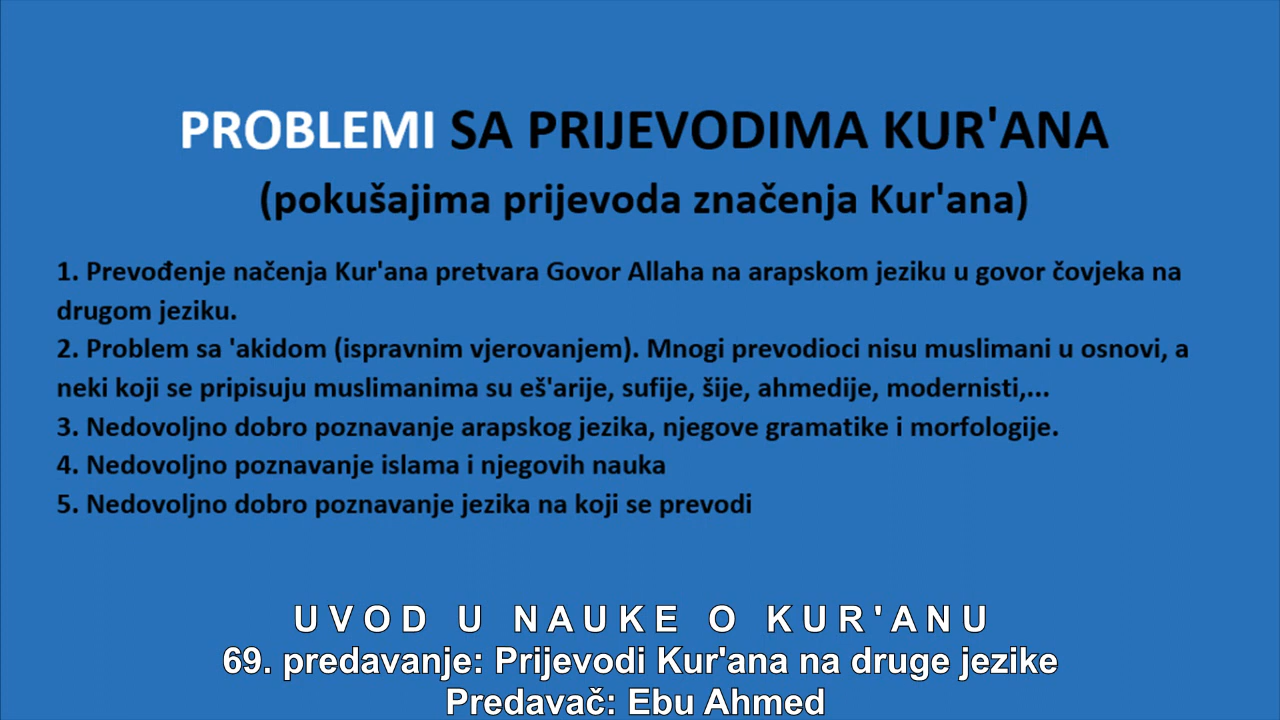 PROBLEMI SA PRIJEVODIMA KUR'ANA
(pokušajima prijevoda značenja Kur'ana)
1. Prevođenje načenja Kur'ana pretvara Govor Allaha na arapskom jeziku u govor čovjeka na
drugom jeziku.
2. Problem sa 'akidom (ispravnim vjerovanjem). Mnogi prevodioci nisu muslimani u osnovi, a
neki koji se pripisuju muslimanima su eš'arije, sufije, šije, ahmedije, modernisti,...
3. Nedovoljno dobro poznavanje arapskog jezika, njegove gramatike i morfologije.
4. Nedovoljno poznavanje islama i njegovih nauka
5. Nedovoljno dobro poznavanje jezika na koji se prevodi
UVOD U NAUKE O KUR'ANU
69. predavanje: Prijevodi Kur'ana na druge jezike
Predavač: Ebu Ahmed